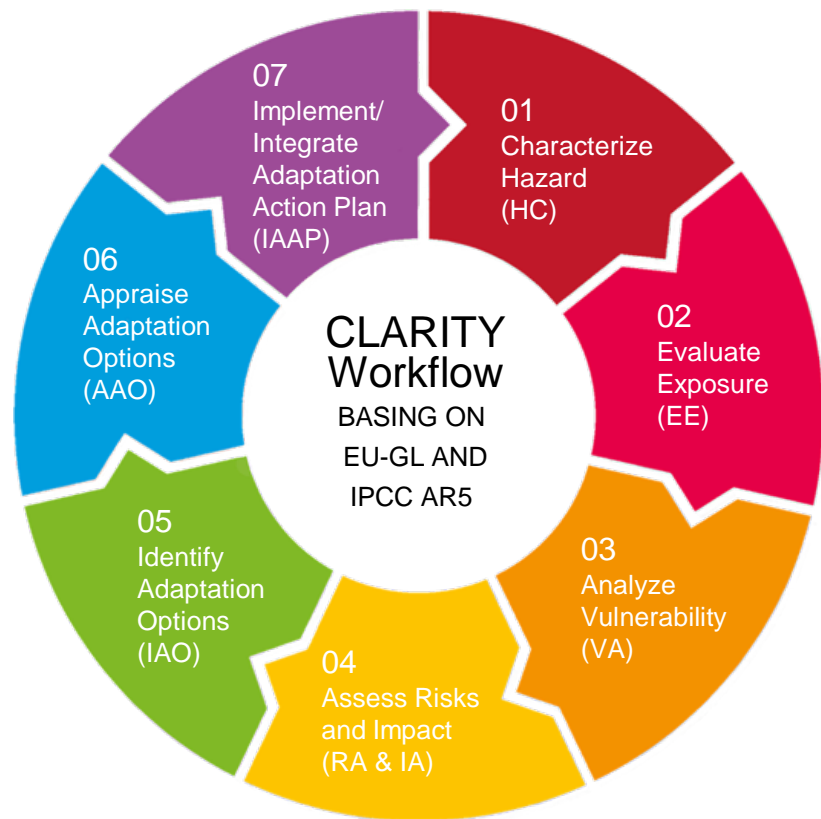 CLARITY
Workflow
BASING ON
EU-GL AND
IPCC AR5
01
Characterize
Hazard
(HC)
02
Evaluate
Exposure
(EE)
03
Analyze
Vulnerability
(VA)
04
Assess Risks
and Impact
(RA & IA)
05
Identify
Adaptation
Options
(IAO)
06
Appraise
Adaptation
Options
(AAO)
07
Implement/
Integrate
Adaptation
Action Plan
(IAAP)